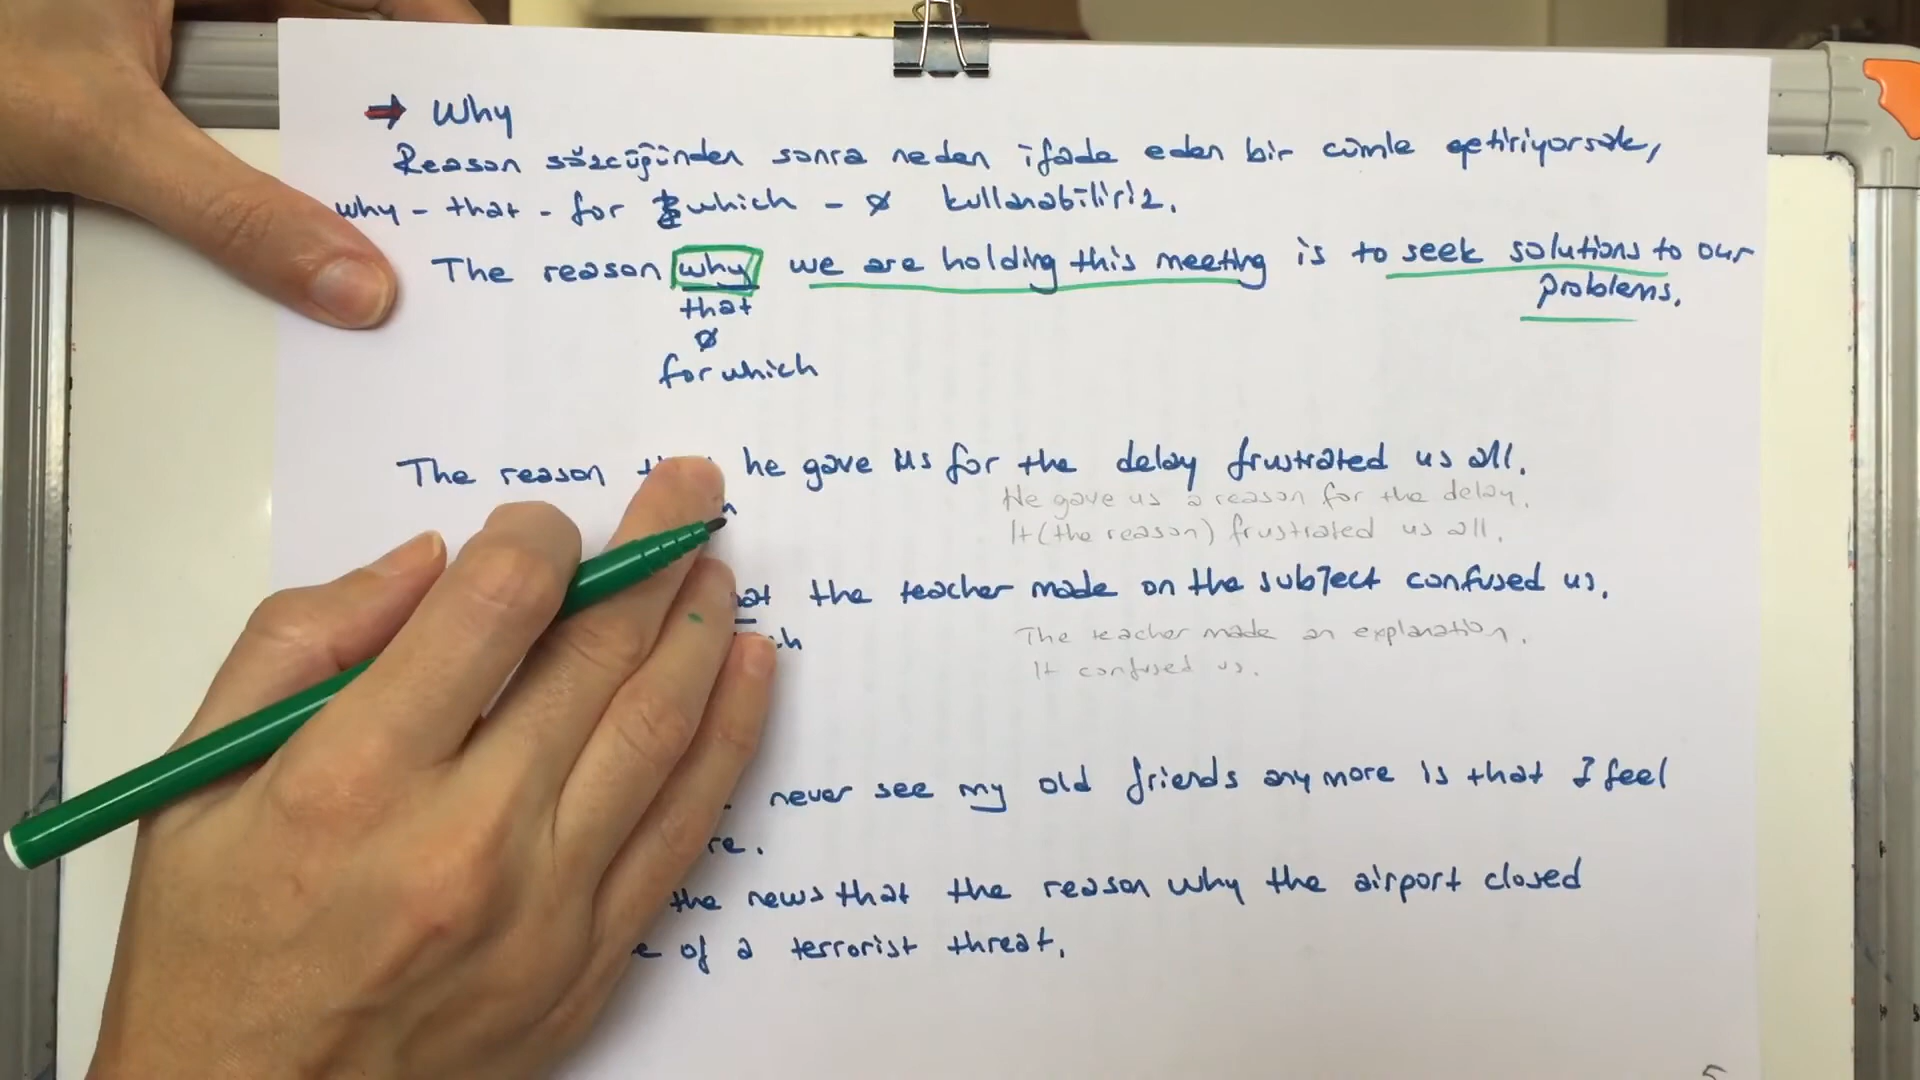 → Why
Reason sözcüğünden sonra neden ifade eden bir cümle getiriyorsak,
why - that - for which - ø kullanabiliriz.
The reason why we are holding this meeting is to seek solutions to our
problems.
that
ø
for which
The reason he gave us for the delay frustrated us all.
He gave us a reason for the delay.
It (the reason) frustrated us all.
the teacher made on the subject confused us.
The teacher made an explanation.
It confused us.
never see my old friends anymore is that I feel
the news that the reason why the airport closed
of a terrorist threat.
5